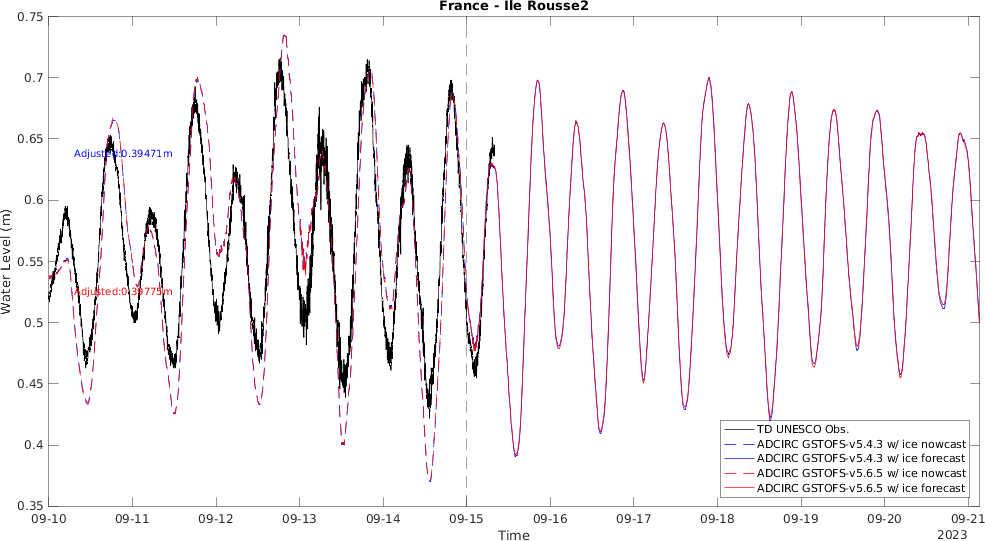 France - Ile Rousse2
0.75
0.7
0.65
0.6
0.55
0.5
0.45
0.4
0.35
Water Level (m)
Adjusted:0.39471m
Adjusted:0.39775m
TD UNESCO Obs.
ADCIRC GSTOFS-v5.4.3 w/ ice nowcast
ADCIRC GSTOFS-v5.4.3 w/ ice forecast
ADCIRC GSTOFS-v5.6.5 w/ ice nowcast
ADCIRC GSTOFS-v5.6.5 w/ ice forecast
09-10 09-11 09-12 09-13 09-14 09-15 09-16 09-17 09-18 09-19 09-20 09-21
Time
2023